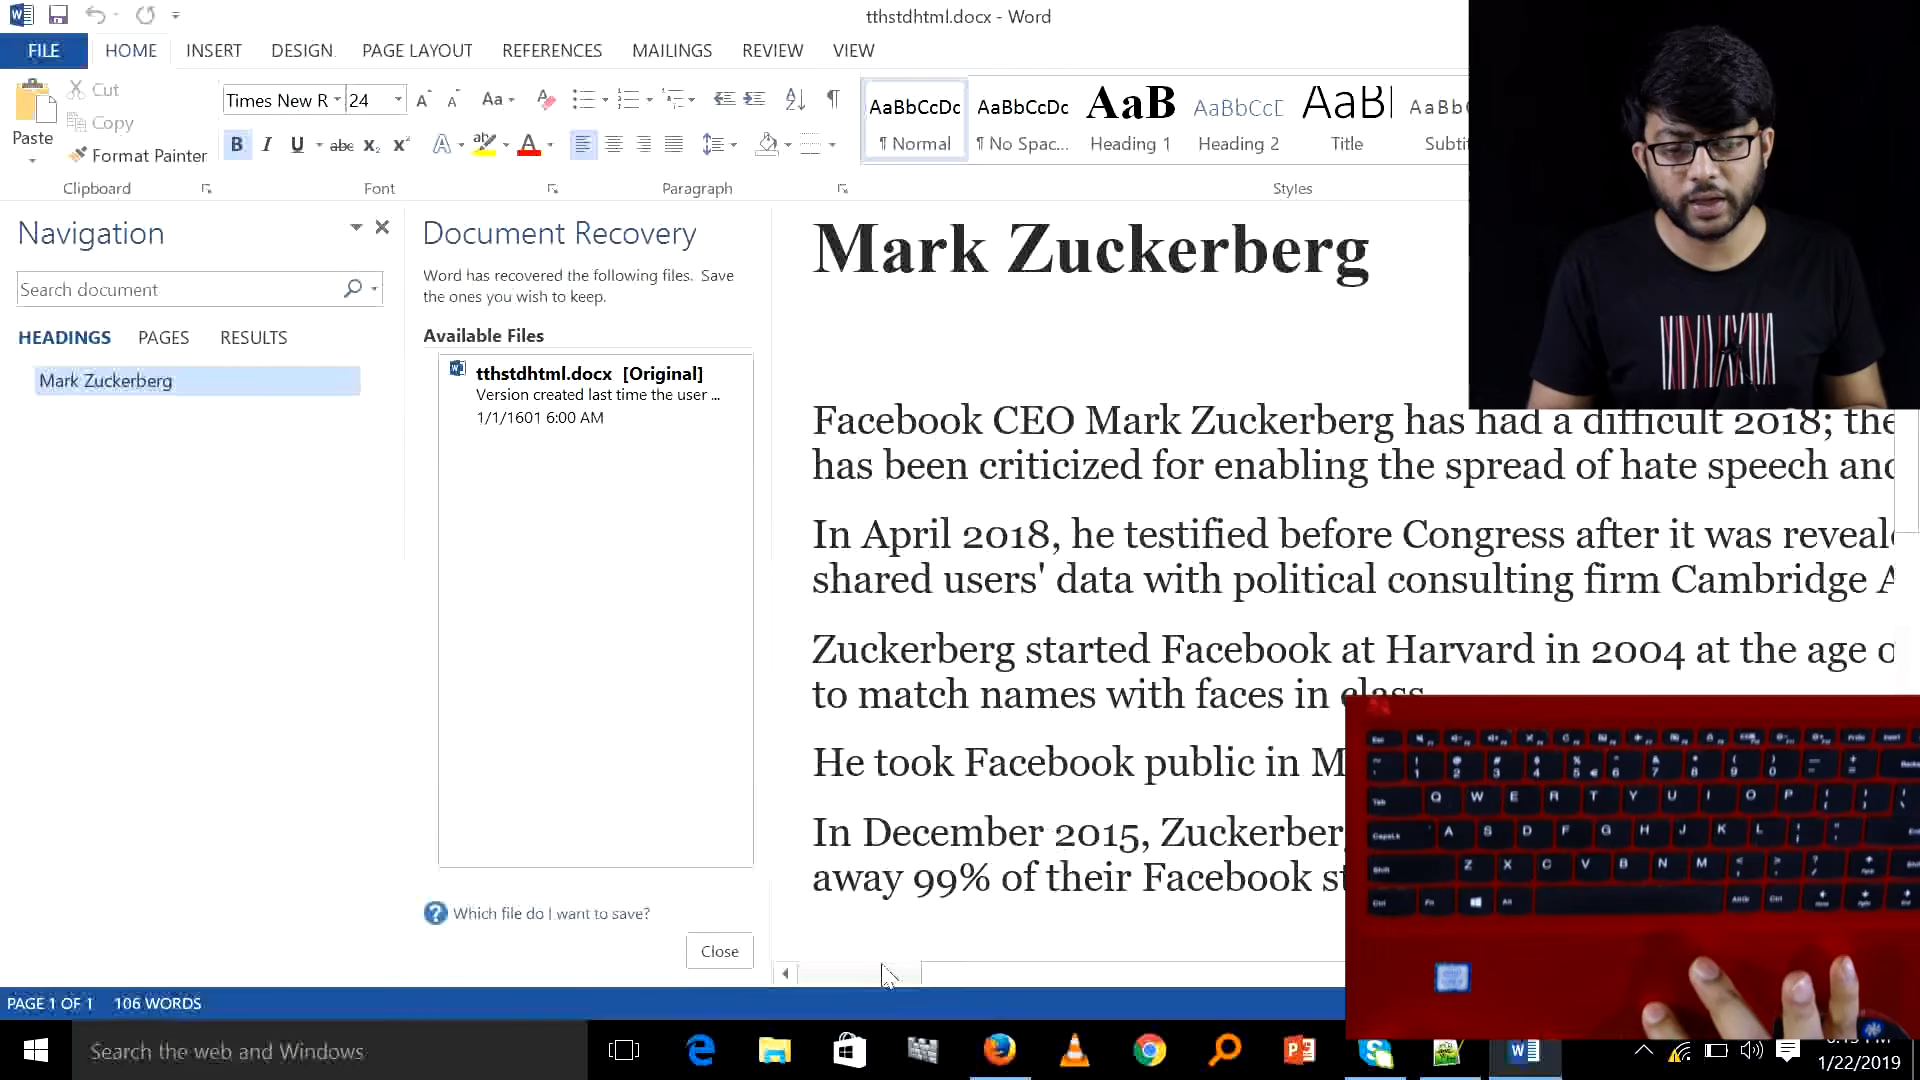 tthstdhtml.docx - Word
FILE HOME INSERT DESIGN PAGE LAYOUT REFERENCES MAILINGS REVIEW VIEW
Paste
Cut
Copy
Format Painter
Clipboard
Times New R 24
Font
Paragraph
AaBbCcDc AaBbCcDc AaB AaBbCcD AaB AaBb
¶ Normal ¶ No Spac... Heading 1 Heading 2 Title Subti
Styles
Navigation
Search document
HEADINGS PAGES RESULTS
Mark Zuckerberg
Document Recovery
Word has recovered the following files. Save
the ones you wish to keep.
Available Files
tthstdhtml.docx [Original]
Version created last time the user ...
1/1/1601 6:00 AM
Which file do I want to save?
Close
Mark Zuckerberg
Facebook CEO Mark Zuckerberg has had a difficult 2018; the
has been criticized for enabling the spread of hate speech and
In April 2018, he testified before Congress after it was reveal
shared users' data with political consulting firm Cambridge A
Zuckerberg started Facebook at Harvard in 2004 at the age o
to match names with faces in class
He took Facebook public in M
In December 2015, Zuckerberg
away 99% of their Facebook st
PAGE 1 OF 1 106 WORDS
Search the web and Windows
1/22/2019
Q W E R T Y U I O P
A S D F G H J K L
Z X C V B N M